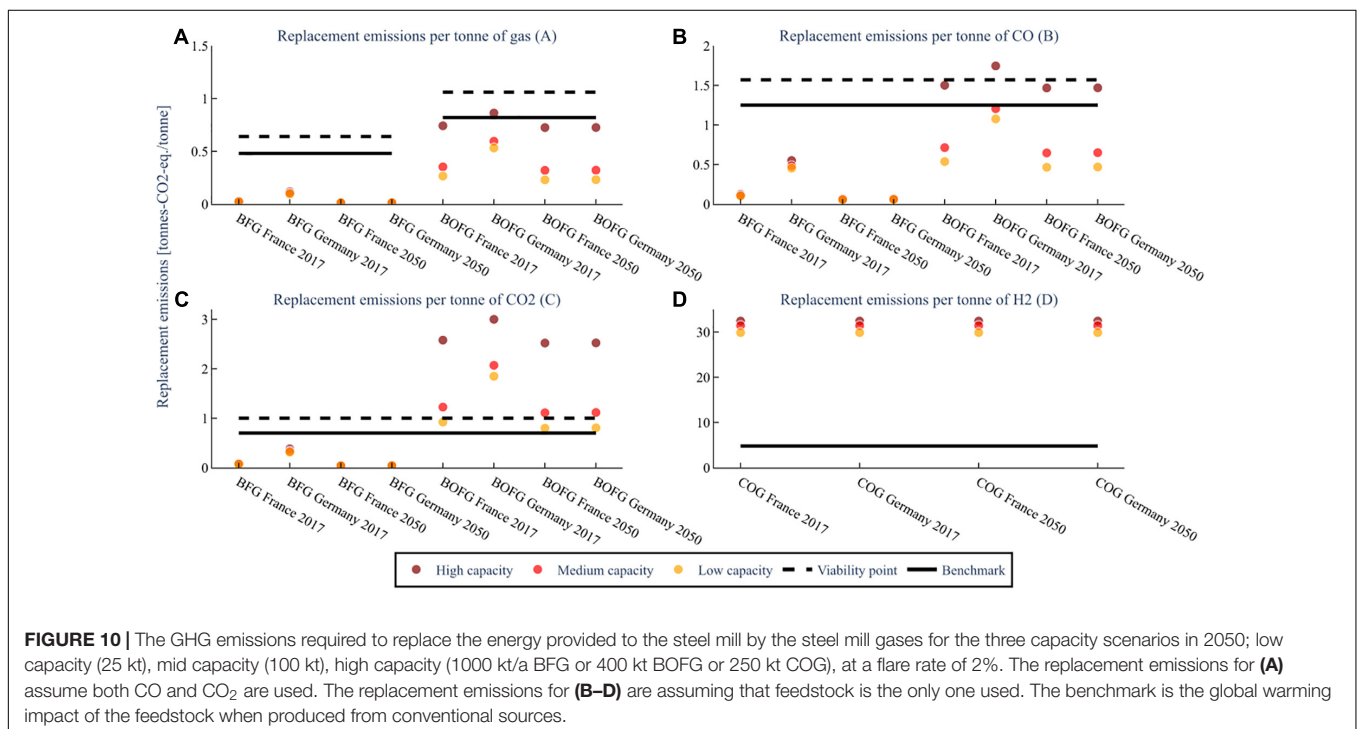 A
Replacement emissions per tonne of gas (A)
1.5
1
0.5
0
BFG France 2017
BFG Germany 2017
BFG France 2050
BFG Germany 2050
BOFG France 2017
BOFG Germany 2017
BOFG France 2050
BOFG Germany 2050
B
Replacement emissions per tonne of CO (B)
2
1.5
1
0.5
0
BFG France 2017
BFG Germany 2017
BFG France 2050
BFG Germany 2050
BOFG France 2017
BOFG Germany 2017
BOFG France 2050
BOFG Germany 2050
Replacement emissions [tonnes-CO2-eq./tonne]
C
Replacement emissions per tonne of CO2 (C)
3
2
1
0
BFG France 2017
BFG Germany 2017
BFG France 2050
BFG Germany 2050
BOFG France 2017
BOFG Germany 2017
BOFG France 2050
BOFG Germany 2050
D
Replacement emissions per tonne of H2 (D)
30
20
10
0
COG France 2017
COG Germany 2017
COG France 2050
COG Germany 2050
High capacity Medium capacity Low capacity Viability point Benchmark
FIGURE 10 | The GHG emissions required to replace the energy provided to the steel mill by the steel mill gases for the three capacity scenarios in 2050; low
capacity (25 kt), mid capacity (100 kt), high capacity (1000 kt/a BFG or 400 kt BOFG or 250 kt COG), at a flare rate of 2%. The replacement emissions for (A)
assume both CO and CO₂ are used. The replacement emissions for (B–D) are assuming that feedstock is the only one used. The benchmark is the global warming
impact of the feedstock when produced from conventional sources.